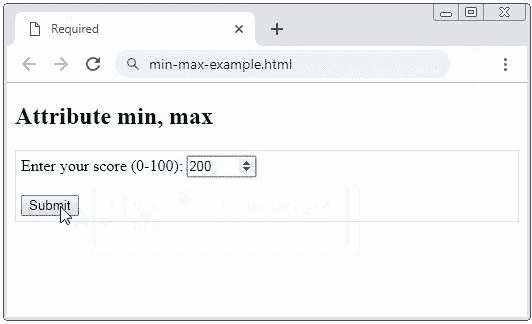 Required
min-max-example.html
Attribute min, max
Enter your score (0-100): 200
Submit